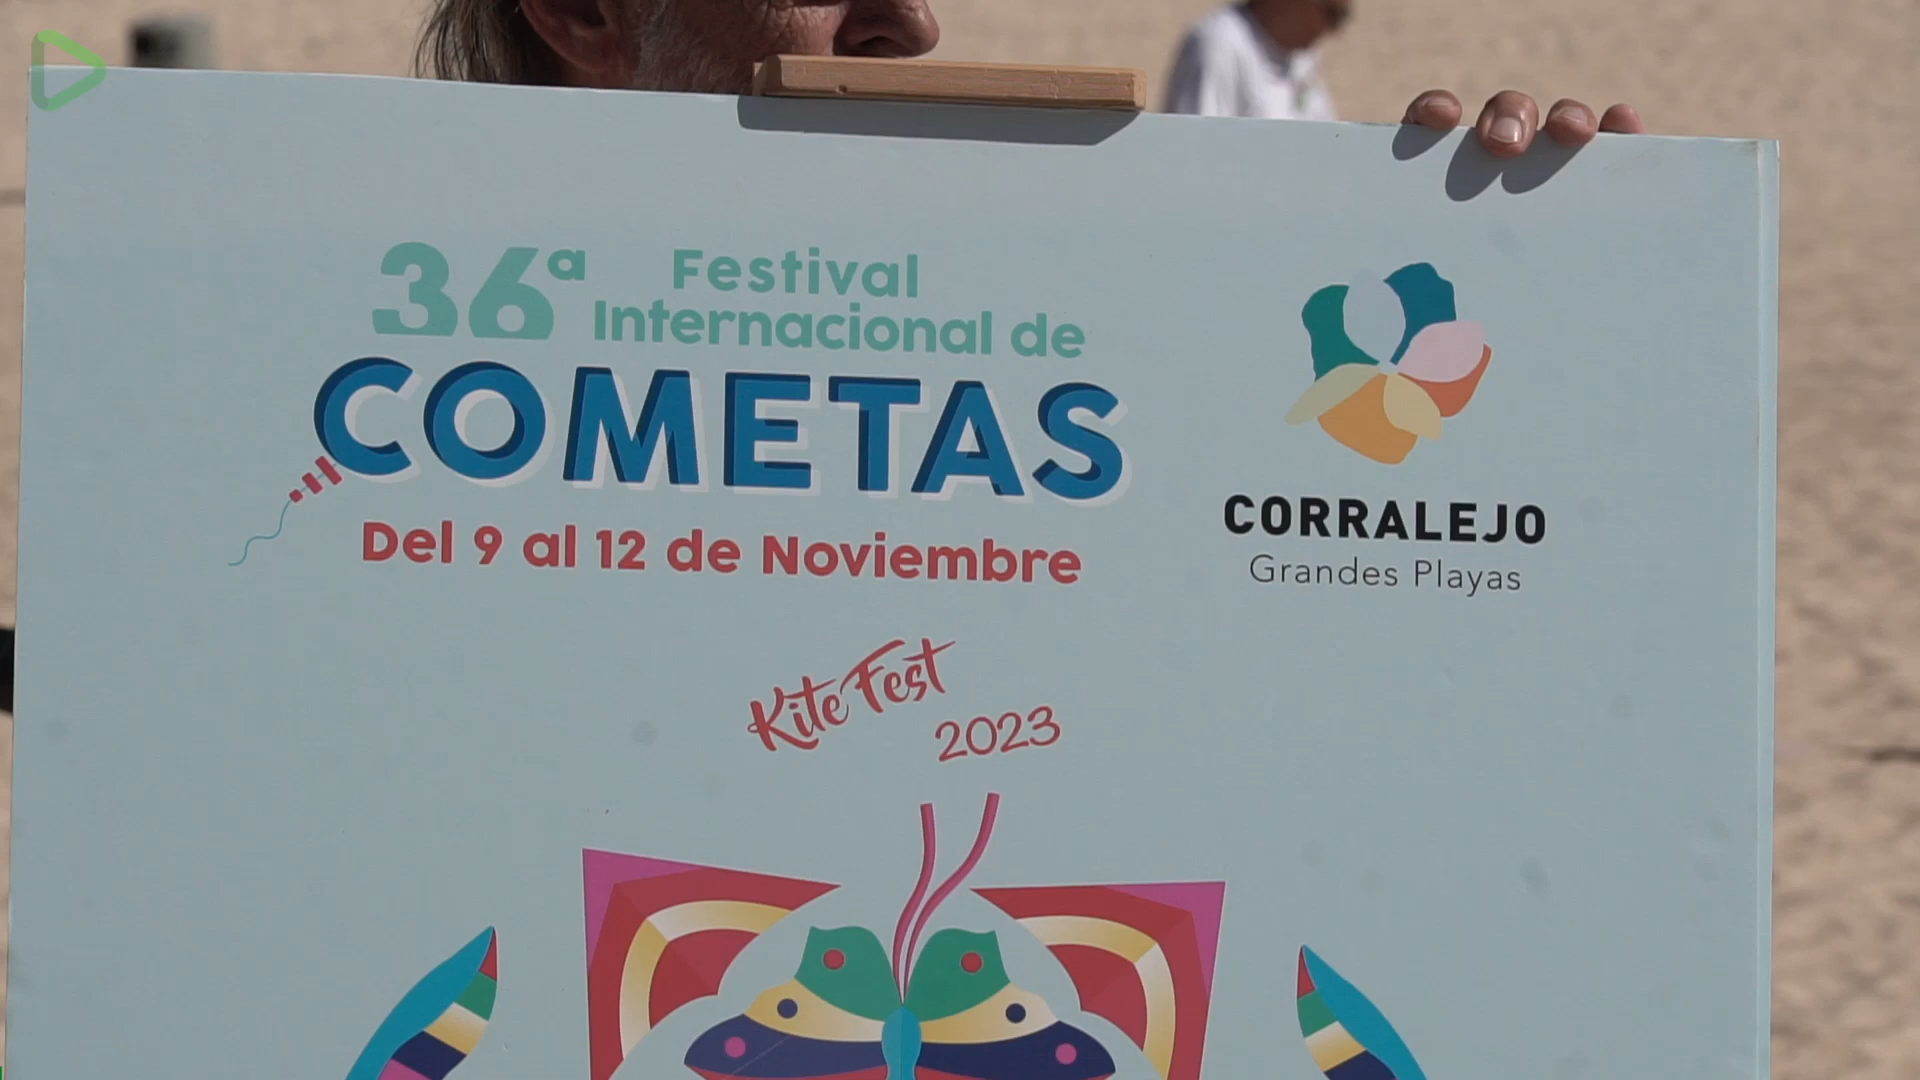 36ª Festival
Internacional de
COMETAS
Del 9 al 12 de Noviembre
CORRALEJO
Grandes Playas
Kite Fest
2023